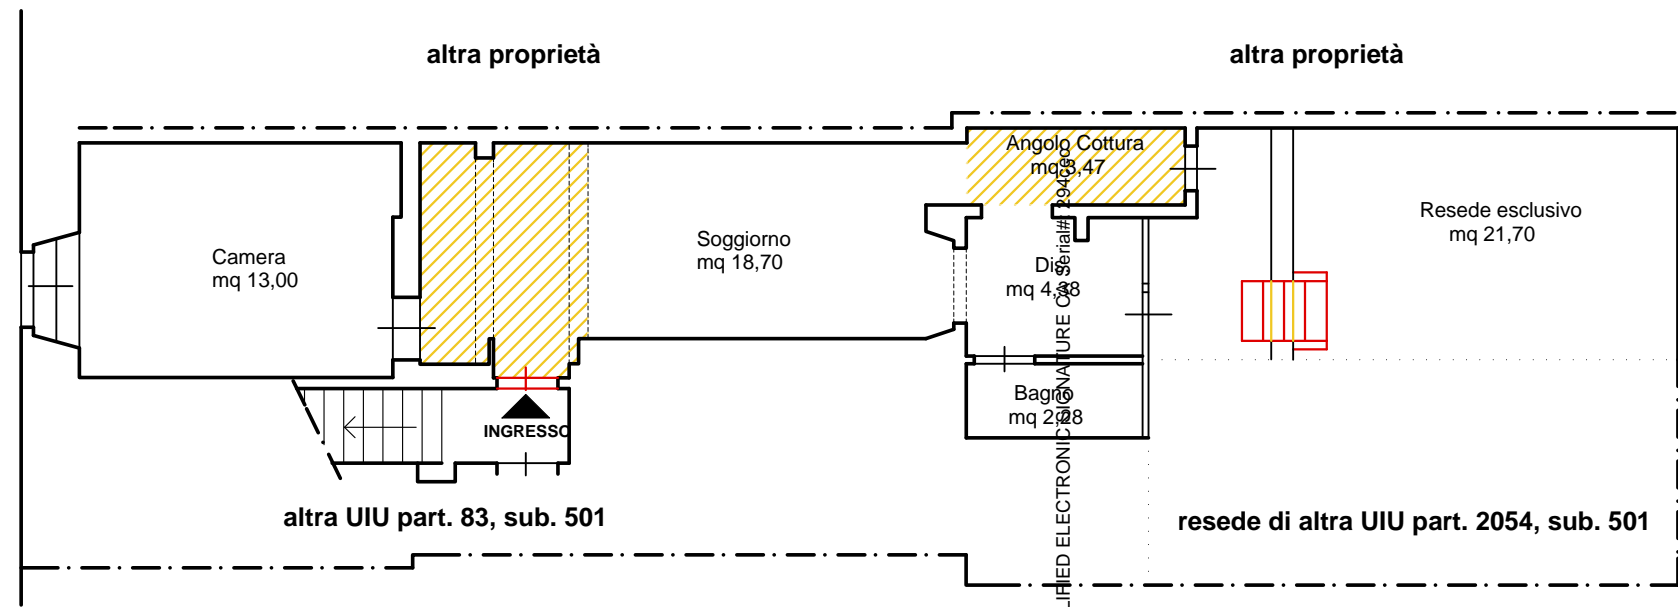 altra proprietà
altra proprietà
Angolo Cottura
mq 3,47
Resede esclusivo
mq 21,70
Camera
mq 13,00
Soggiorno
mq 18,70
Dis.
mq 4,38
Bagno
mq 2,28
INGRESSO
altra UIU part. 83, sub. 501
resede di altra UIU part. 2054, sub. 501
LIFIED ELECTRONIC SIGNATURE CA Serial#: 294ceo